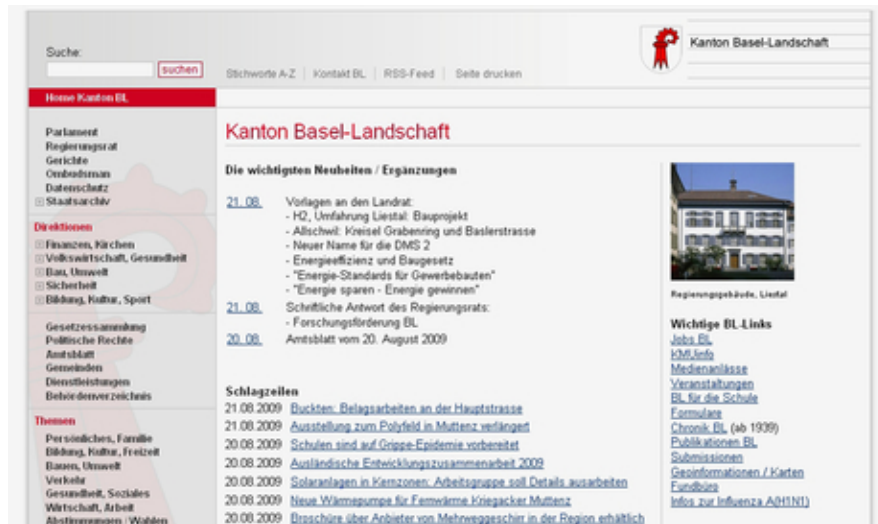 Suche:
suchen
Stichworte A-Z | Kontakt BL | RSS-Feed | Seite drucken
Kanton Basel-Landschaft
Home Kanton BL
Parlament
Regierungsrat
Gerichte
Ombudsman
Datenschutz
Staatsarchiv
Direktionen
Finanzen, Kirchen
Volkswirtschaft, Gesundheit
Bau, Umwelt
Sicherheit
Bildung, Kultur, Sport
Gesetzessammlung
Politische Rechte
Amtsblatt
Gemeinden
Dienstleistungen
Behördenverzeichnis
Themen
Persönliches, Familie
Bildung, Kultur, Freizeit
Bauen, Umwelt
Verkehr
Gesundheit, Soziales
Wirtschaft, Arbeit
Abstimmungen / Wahlen
Kanton Basel-Landschaft
Die wichtigsten Neuheiten / Ergänzungen
21. 08. Vorlagen an den Landrat:
- H2, Umfahrung Liestal: Bauprojekt
- Allschwil: Kreisel Grabenring und Baslerstrasse
- Neuer Name für die DMS 2
- Energieeffizienz und Baugesetz
- "Energie-Standards für Gewerbebauten"
- "Energie sparen - Energie gewinnen"
21. 08. Schriftliche Antwort des Regierungsrats:
- Forschungsförderung BL
20. 08. Amtsblatt vom 20. August 2009
Schlagzeilen
21.08.2009 Buckten: Belagsarbeiten an der Hauptstrasse
21.08.2009 Ausstellung zum Polyfeld in Muttenz verlängert
20.08.2009 Schulen sind auf Grippe-Epidemie vorbereitet
20.08.2009 Ausländische Entwicklungszusammenarbeit 2009
20.08.2009 Solaranlagen in Kernzonen: Arbeitsgruppe soll Details ausarbeiten
20.08.2009 Neue Wärmepumpe für Fernwärme Kriegacker Muttenz
20.08.2009 Broschüre über Anbieter von Mehrweggeschirr in der Region erhältlich
Regierungsgebäude, Liestal
Wichtige BL-Links
Jobs BL
KMUinfo
Medienanlässe
Veranstaltungen
BL für die Schule
Formulare
Chronik BL (ab 1939)
Publikationen BL
Submissionen
Geoinformationen / Karten
Fundbüro
Infos zur Influenza A(H1N1)